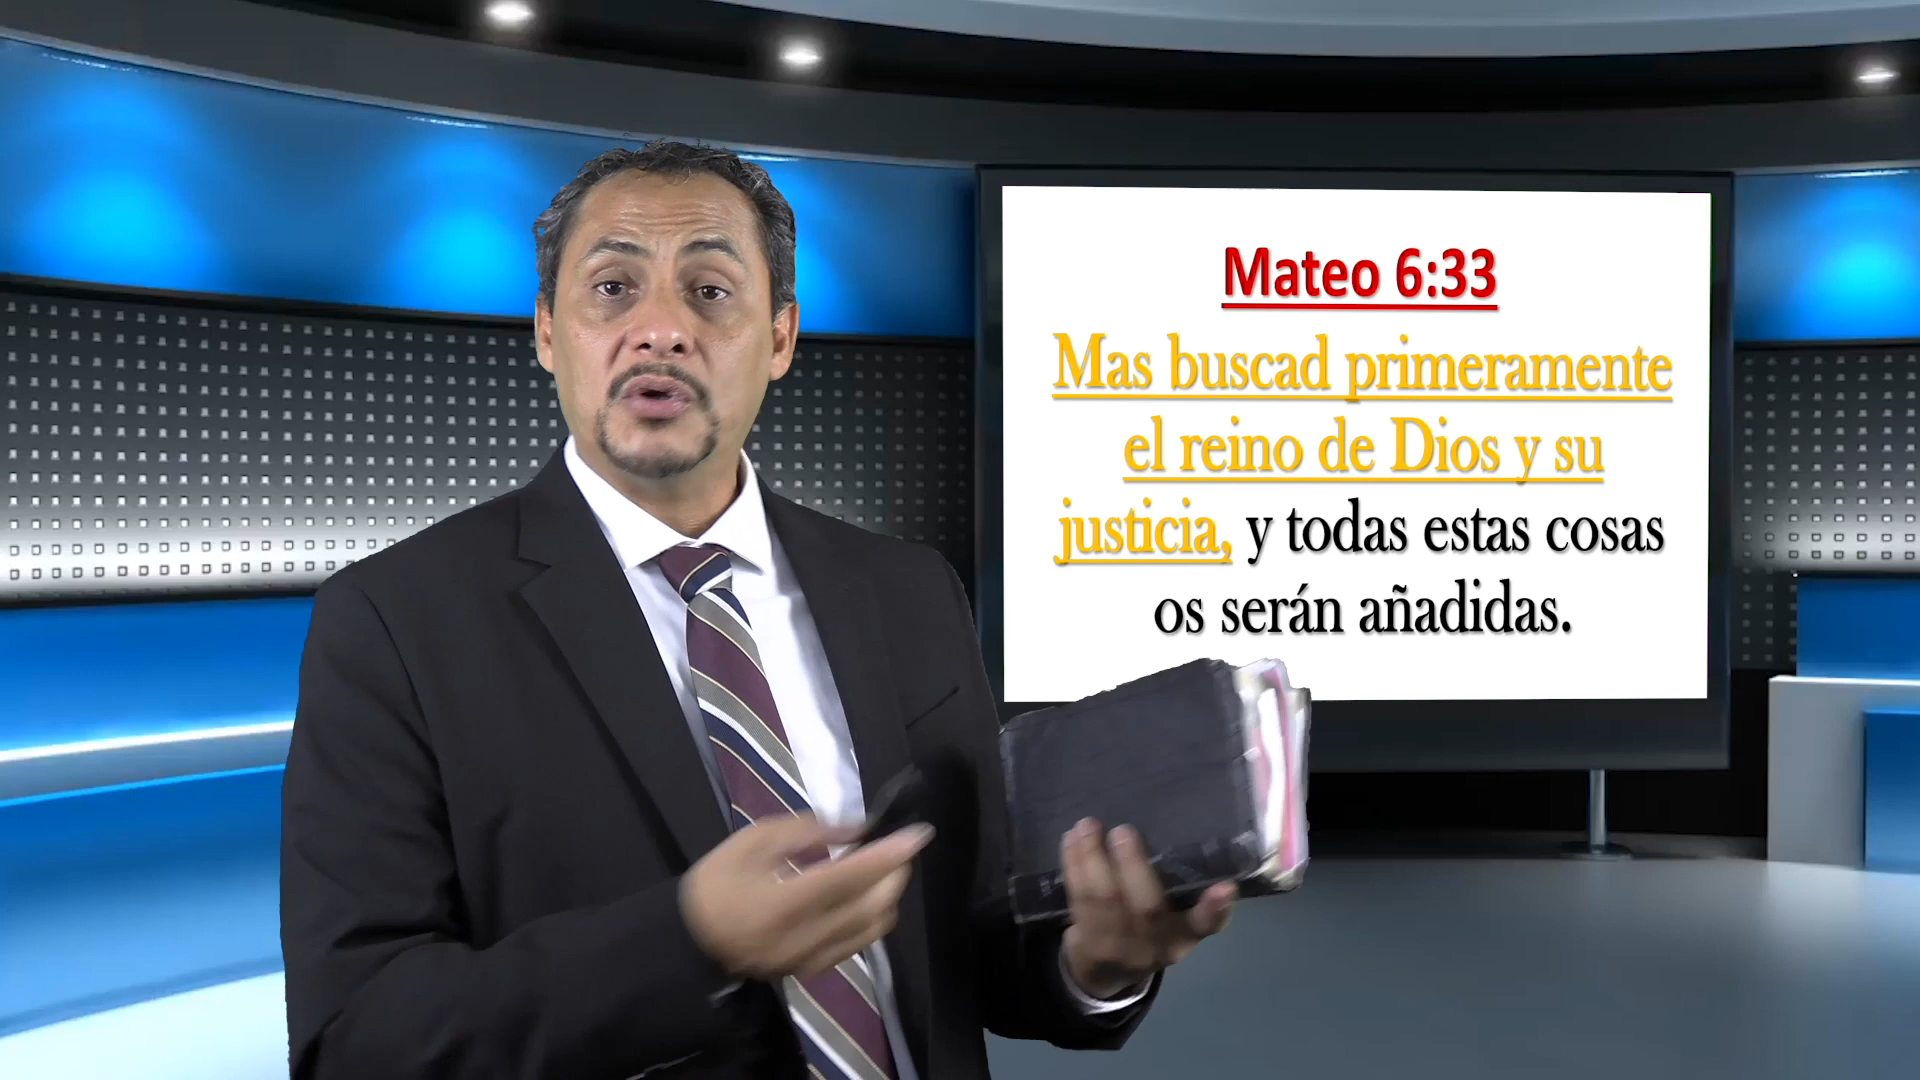 Mateo 6:33
Mas buscad primeramente
el reino de Dios y su
justicia, y todas estas cosas
os serán añadidas.